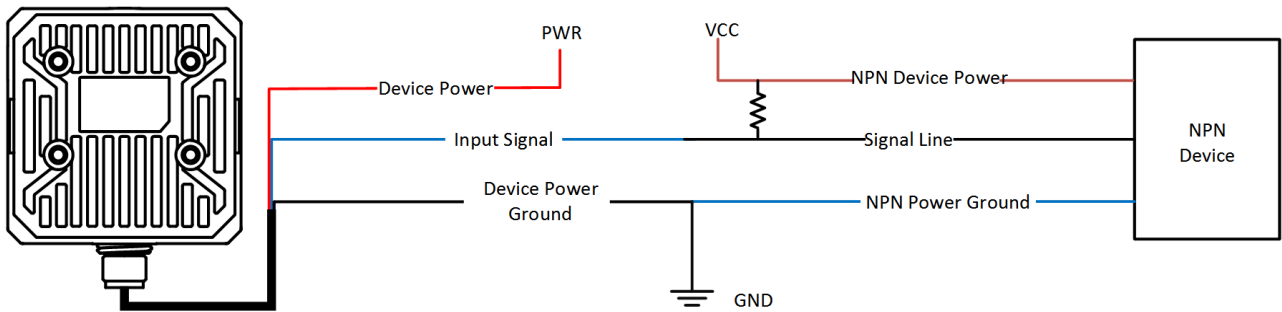 PWR
VCC
Device Power
NPN Device Power
Input Signal
Signal Line
NPN
Device
Device Power
Ground
NPN Power Ground
GND